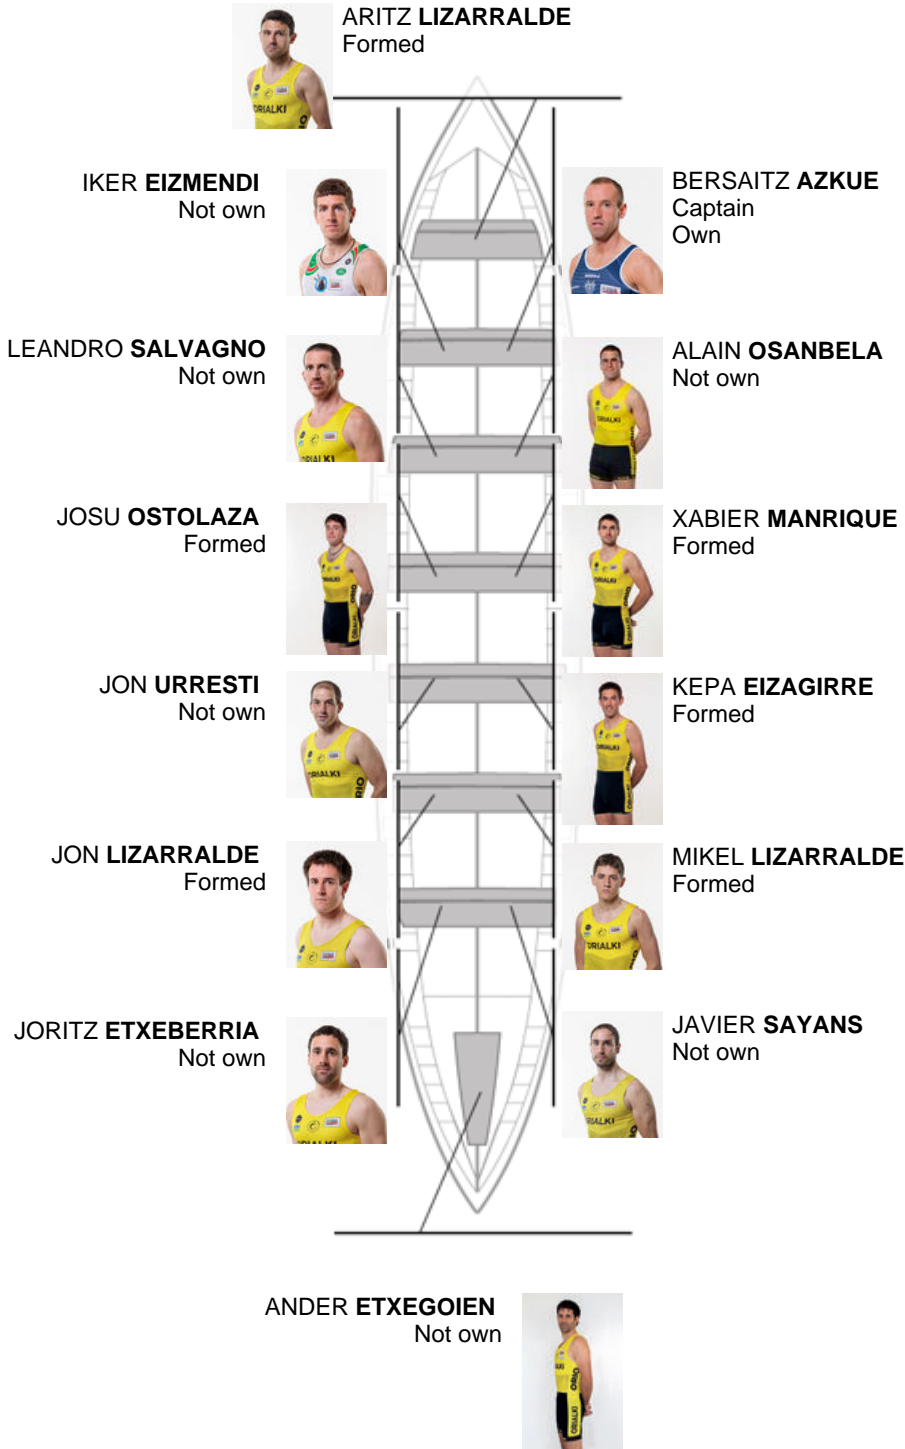 ARITZ LIZARRALDE
Formed
IKER EIZMENDI
Not own
BERSAITZ AZKUE
Captain
Own
LEANDRO SALVAGNO
Not own
ALAIN OSANBELA
Not own
JOSU OSTOLAZA
Formed
XABIER MANRIQUE
Formed
JON URRESTI
Not own
KEPA EIZAGIRRE
Formed
JON LIZARRALDE
Formed
MIKEL LIZARRALDE
Formed
JORITZ ETXEBERRIA
Not own
JAVIER SAYANS
Not own
ANDER ETXEGOIEN
Not own